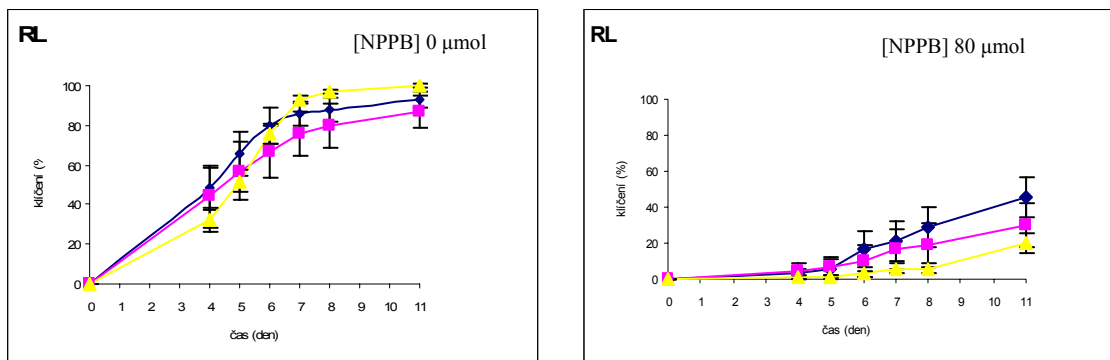 RL
[NPPB] 0 µmol
100
80
60
40
20
0
klíčení (%
0 1 2 3 4 5 6 7 8 9 10 11
čas (den)
RL
[NPPB] 80 µmol
100
80
60
40
20
0
klíčení (%)
0 1 2 3 4 5 6 7 8 9 10 11
čas (den)